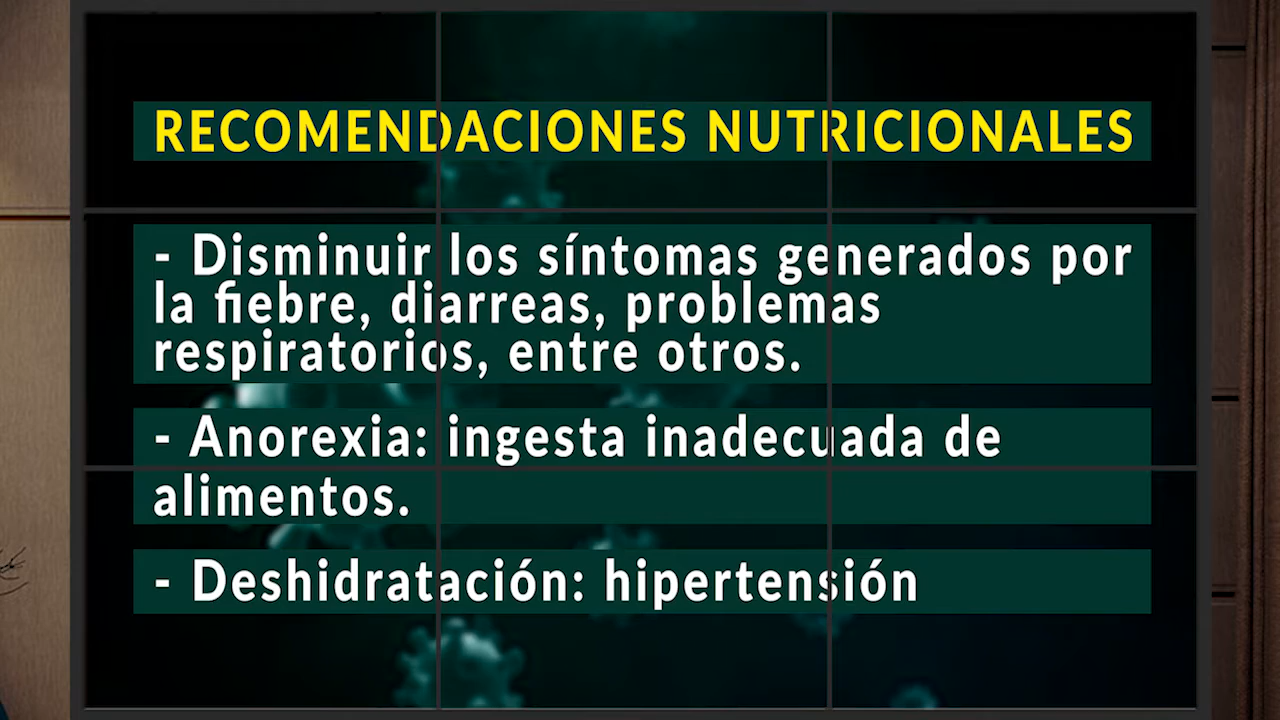 RECOMENDACIONES NUTRICIONALES
- Disminuir los síntomas generados por
la fiebre, diarreas, problemas
respiratorios, entre otros.
- Anorexia: ingesta inadecuada de
alimentos.
- Deshidratación: hipertensión